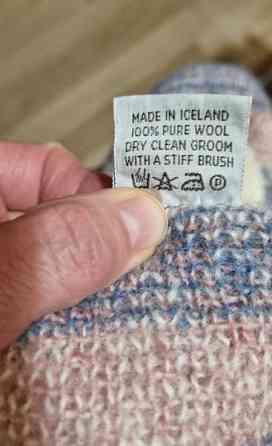 MADE IN ICELAND
100% PURE WOOL
DRY CLEAN GROOM
WITH A STIFF BRUSH
P